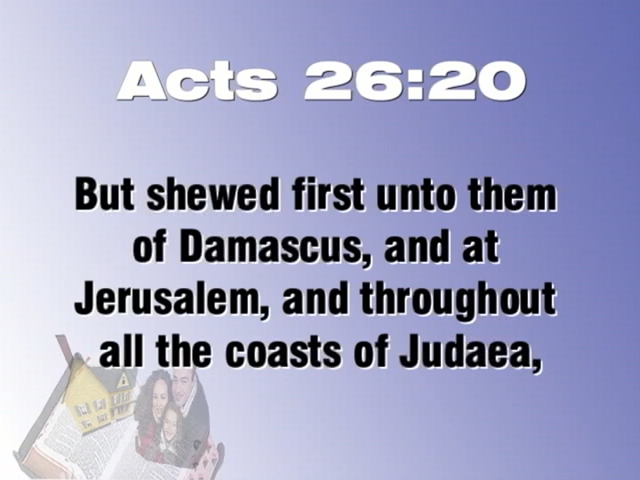 Acts 26:20
But shewed first unto them
of Damascus, and at
Jerusalem, and throughout
all the coasts of Judaea,